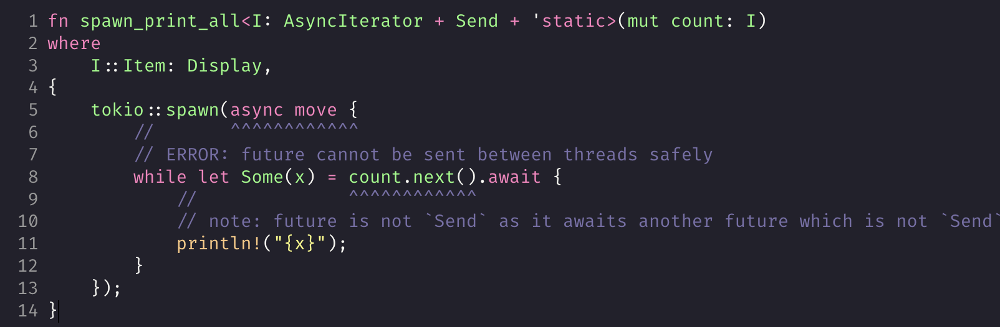 1 fn spawn_print_all<I: AsyncIterator + Send + 'static>(mut count: I)
2 where
3     I::Item: Display,
4 {
5     tokio::spawn(async move {
6         //       ^^^^^^^^^^^^
7         // ERROR: future cannot be sent between threads safely
8         while let Some(x) = count.next().await {
9             //              ^^^^^^^^^^^^
10             // note: future is not `Send` as it awaits another future which is not `Send`
11             println!("{x}");
12         }
13     });
14 }